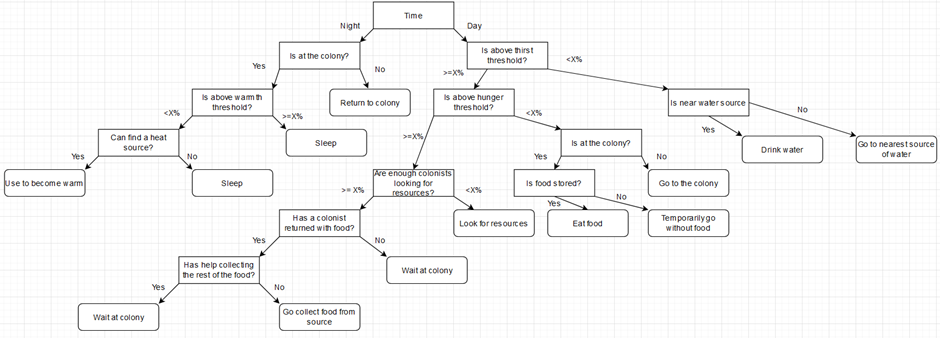 Time
Night
Day
Is at the colony?
Is above thirst
threshold?
Yes
No
>=X%
<X%
Is above warmth
threshold?
Return to colony
Is above hunger
threshold?
Is near water source
<X%
>=X%
>=X%
<X%
Yes
No
Can find a heat
source?
Sleep
Is at the colony?
Drink water
Go to nearest source
of water
Yes
No
Yes
No
Use to become warm
Sleep
Are enough colonists
looking for
resources?
Is food stored?
Go to the colony
>= X%
<X%
Yes
No
Has a colonist
returned with food?
Look for resources
Eat food
Temporarily go
without food
Yes
No
Has help collecting
the rest of the food?
Wait at colony
Yes
No
Wait at colony
Go collect food from
source